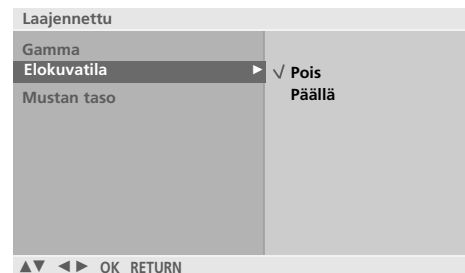 Laajennettu
Gamma
Elokuvatila ► √ Pois
Päällä
Mustan taso
▲▼ ◄► OK RETURN